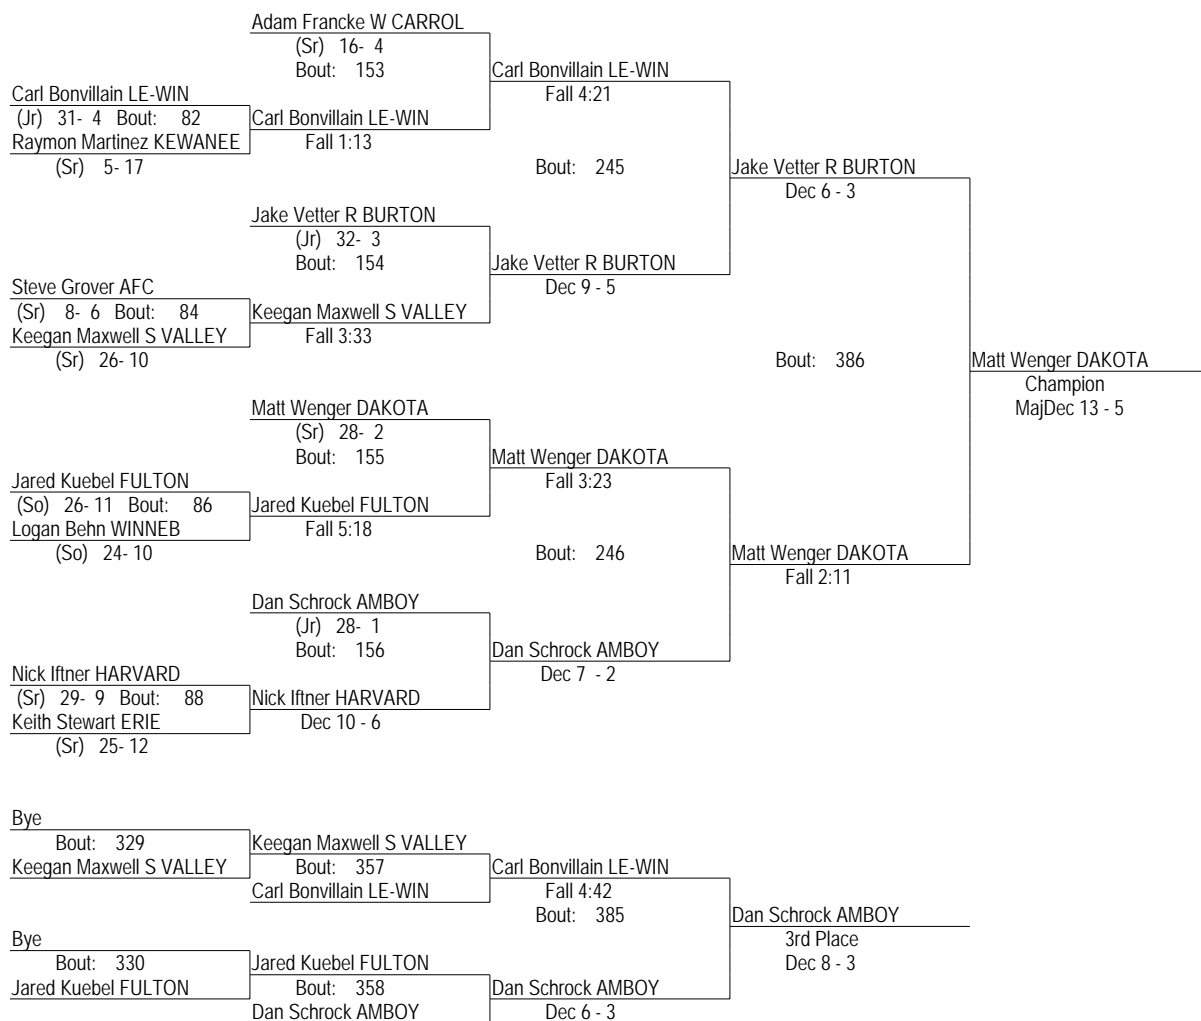 Adam Francke W CARROL
(Sr) 16- 4
Bout: 153
Carl Bonvillain LE-WIN
Fall 4:21
Carl Bonvillain LE-WIN
(Jr) 31- 4 Bout: 82
Carl Bonvillain LE-WIN
Raymon Martinez KEWANEE
Fall 1:13
(Sr) 5- 17
Bout: 245
Jake Vetter R BURTON
Dec 6 - 3
Jake Vetter R BURTON
(Jr) 32- 3
Bout: 154
Jake Vetter R BURTON
Dec 9 - 5
Steve Grover AFC
(Sr) 8- 6 Bout: 84
Keegan Maxwell S VALLEY
Keegan Maxwell S VALLEY
Fall 3:33
(Sr) 26- 10
Bout: 386
Matt Wenger DAKOTA
Champion
MajDec 13 - 5
Matt Wenger DAKOTA
(Sr) 28- 2
Bout: 155
Matt Wenger DAKOTA
Fall 3:23
Jared Kuebel FULTON
(So) 26- 11 Bout: 86
Jared Kuebel FULTON
Logan Behn WINNEB
Fall 5:18
(So) 24- 10
Bout: 246
Matt Wenger DAKOTA
Fall 2:11
Dan Schrock AMBOY
(Jr) 28- 1
Bout: 156
Dan Schrock AMBOY
Dec 7 - 2
Nick Iftner HARVARD
(Sr) 29- 9 Bout: 88
Nick Iftner HARVARD
Keith Stewart ERIE
Dec 10 - 6
(Sr) 25- 12
Bye
Bout: 329
Keegan Maxwell S VALLEY
Keegan Maxwell S VALLEY
Bout: 357
Carl Bonvillain LE-WIN
Carl Bonvillain LE-WIN
Fall 4:42
Bout: 385
Dan Schrock AMBOY
3rd Place
Dec 8 - 3
Bye
Bout: 330
Jared Kuebel FULTON
Jared Kuebel FULTON
Bout: 358
Dan Schrock AMBOY
Dan Schrock AMBOY
Dec 6 - 3